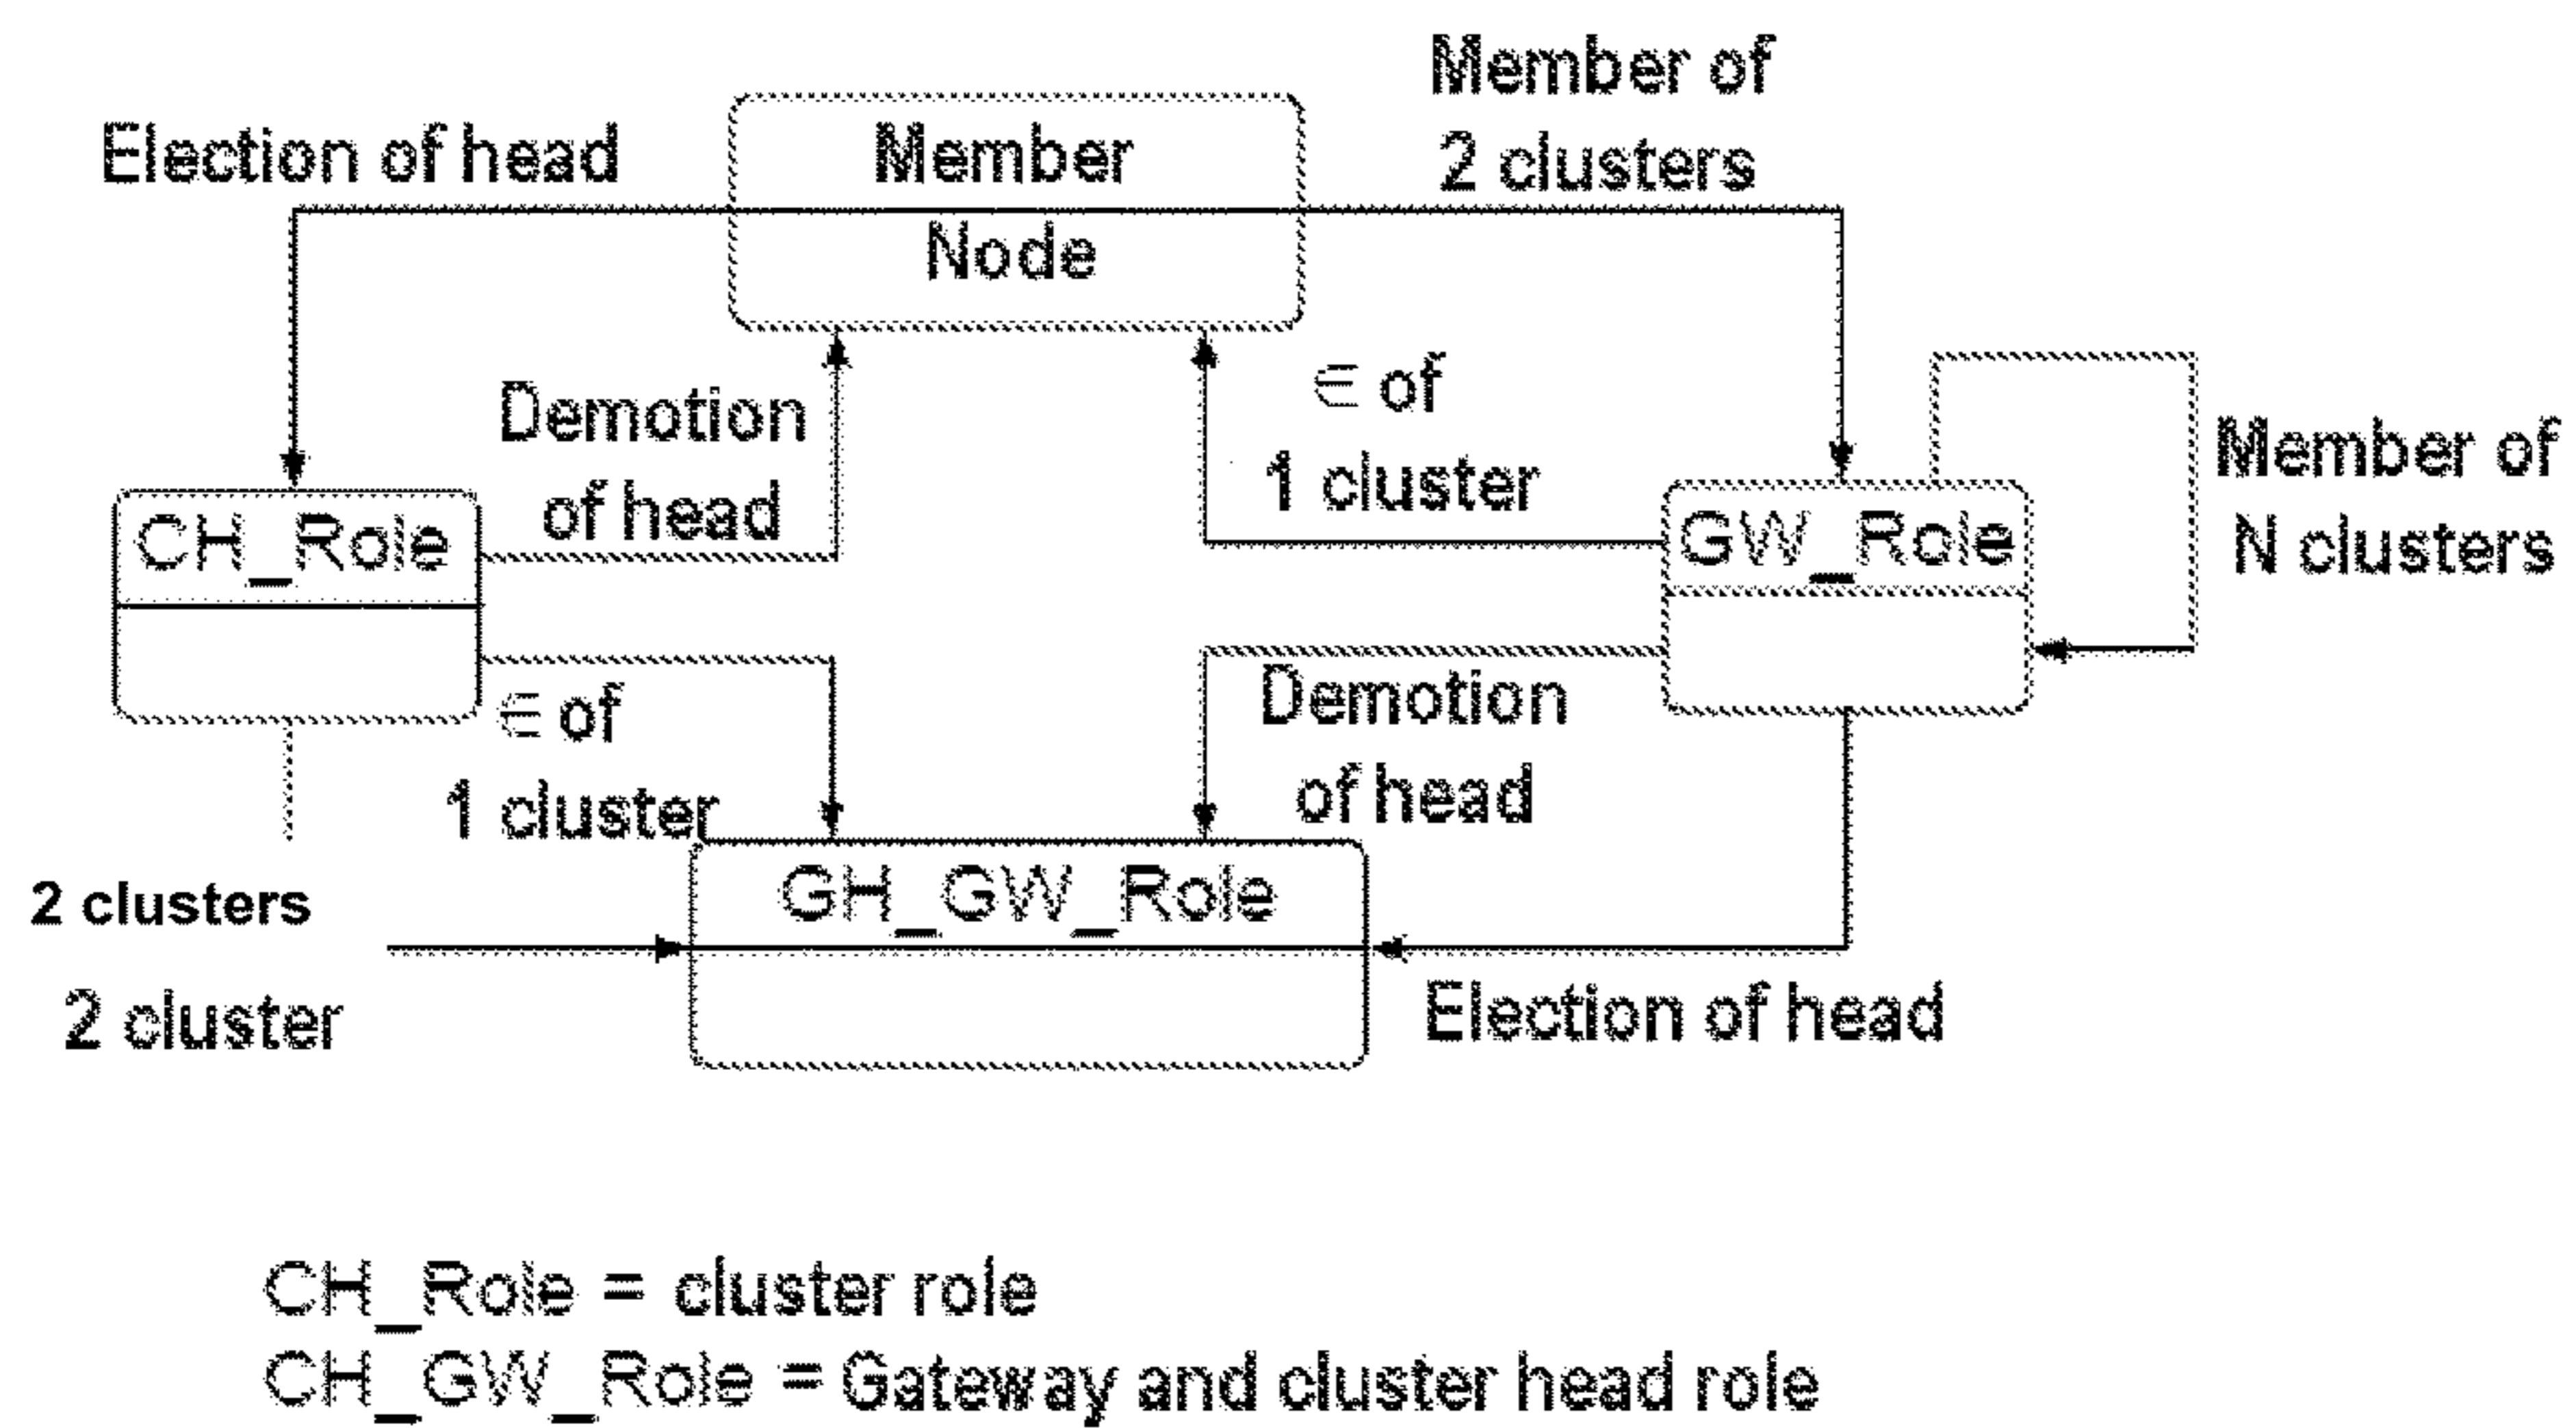 Election of head
Member
Node
Member of
2 clusters
Demotion
of head
∈ of
1 cluster
Member of
N clusters
CH_Role
GW_Role
∈ of
1 cluster
Demotion
of head
2 clusters
2 cluster
GH_GW_Role
Election of head
CH_Role = cluster role
CH_GW_Role = Gateway and cluster head role